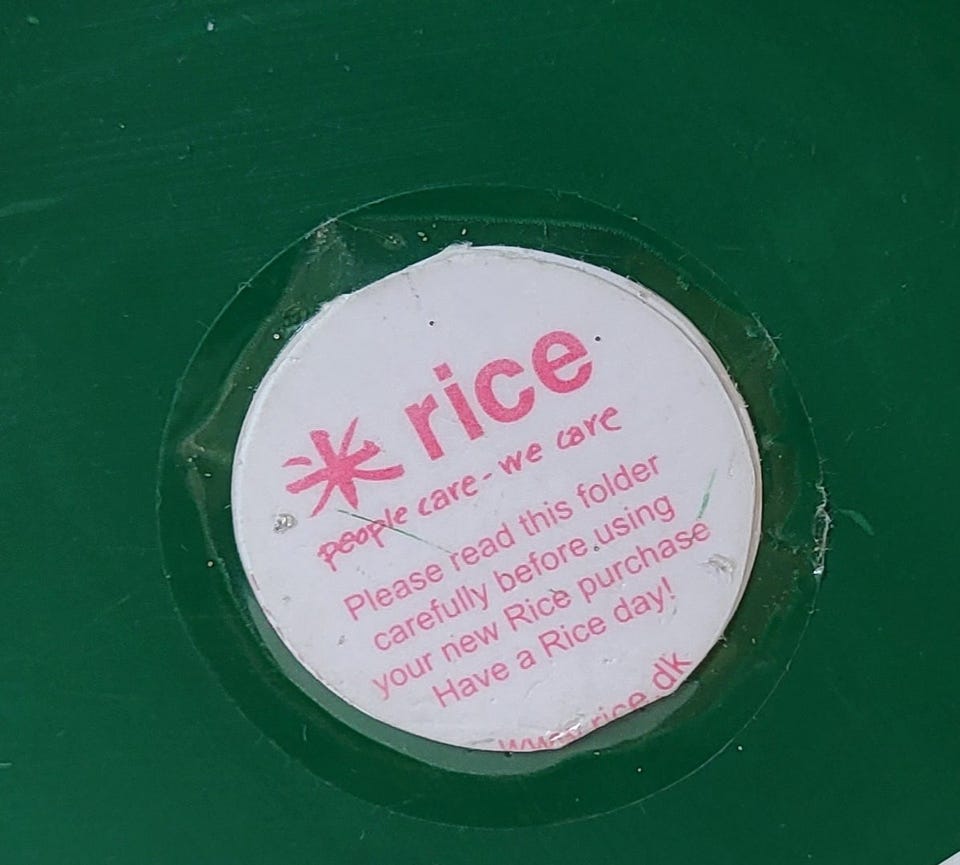 rice
people care - we care
Please read this folder
carefully before using
your new Rice purchase
Have a Rice day!
www.rice.dk